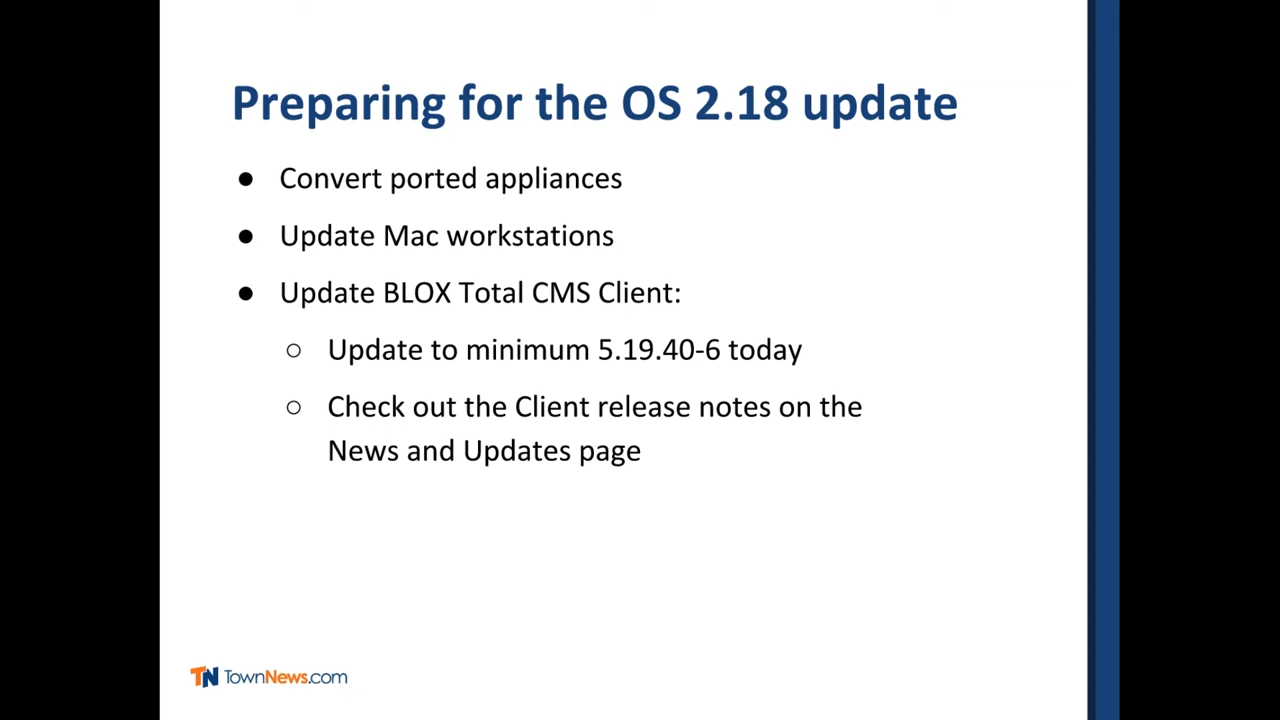 Preparing for the OS 2.18 update
● Convert ported appliances
● Update Mac workstations
● Update BLOX Total CMS Client:
○ Update to minimum 5.19.40-6 today
○ Check out the Client release notes on the
News and Updates page
TN TownNews.com